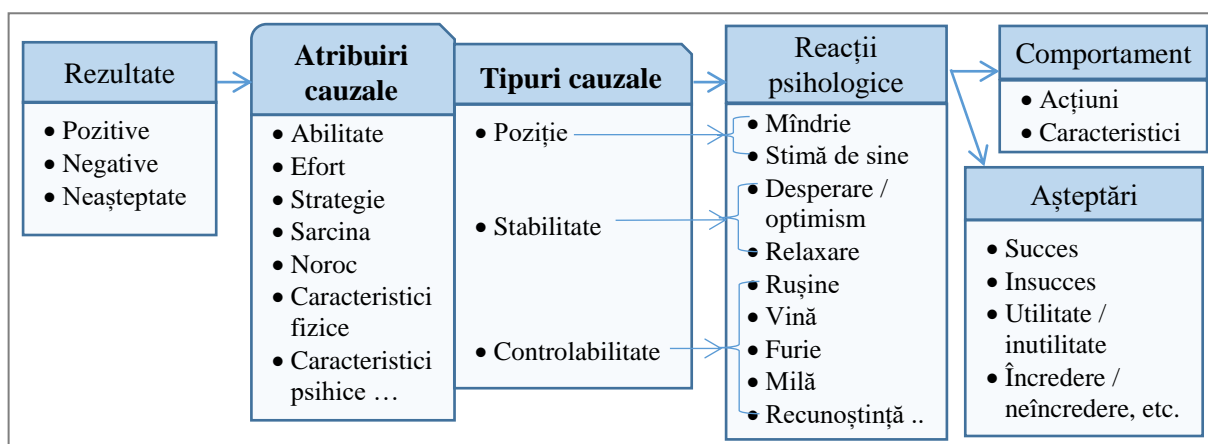 Rezultate
• Pozitive
• Negative
• Neașteptate
Atribuiri
cauzale
• Abilitate
• Efort
• Strategie
• Sarcina
• Noroc
• Caracteristici
fizice
• Caracteristici
psihice …
Tipuri cauzale
• Poziție
• Stabilitate
• Controlabilitate
Reacții
psihologice
• Mîndrie
• Stimă de sine
• Desperare /
optimism
• Relaxare
• Rușine
• Vină
• Furie
• Milă
• Recunoștință ..
Comportament
• Acțiuni
• Caracteristici
Așteptări
• Succes
• Insucces
• Utilitate /
inutilitate
• Încredere /
neîncredere, etc.